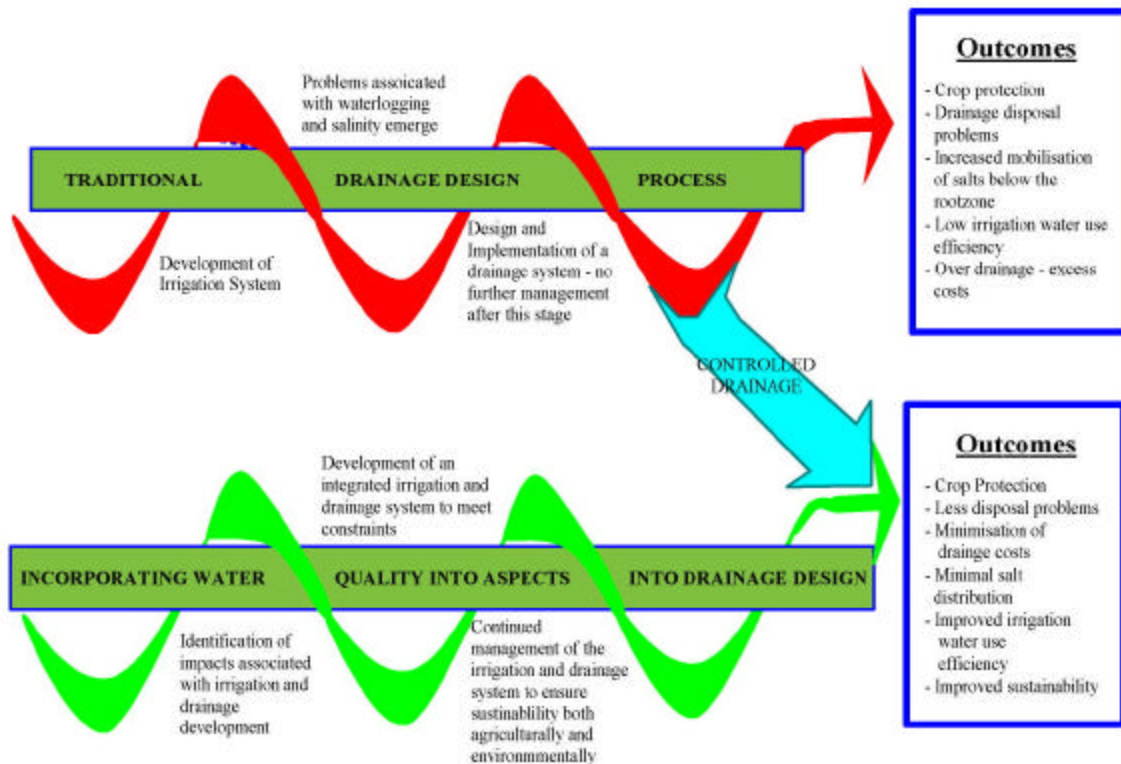 Problems assoicated
with waterlogging
and salinity emerge
TRADITIONAL DRAINAGE DESIGN PROCESS
Development of
Irrigation System
Design and
Implementation of a
drainage system - no
further management
after this stage
Outcomes
- Crop protection
- Drainage disposal
problems
- Increased mobilisation
of salts below the
rootzone
- Low irrigation water use
efficiency
- Over drainage - excess
costs
CONTROLLED
DRAINAGE
Development of an
integrated irrigation and
drainage system to meet
constraints
INCORPORATING WATER QUALITY INTO ASPECTS INTO DRAINAGE DESIGN
Identification of
impacts associated
with irrigation and
drainage
development
Continued
management of the
irrigation and drainage
system to ensure
sustinablility both
agriculturally and
environmmentally
Outcomes
- Crop Protection
- Less disposal problems
- Minimisation of
drainge costs
- Minimal salt
distribution
- Improved irrigation
water use
efficiency
- Improved sustainability